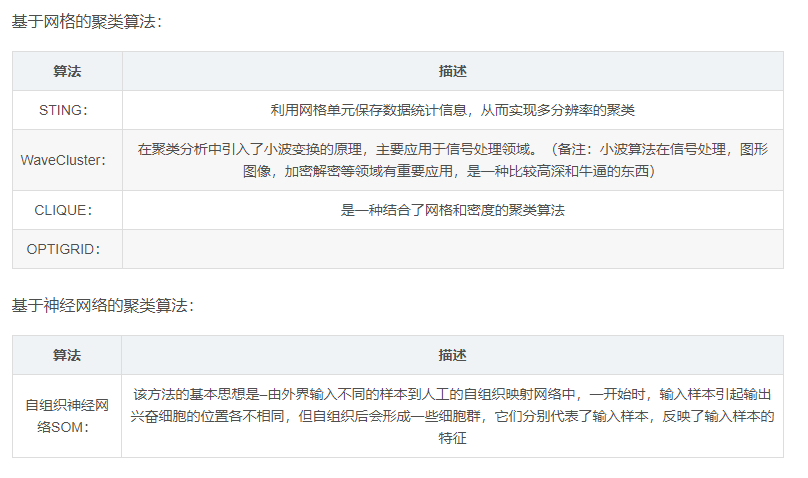 基于网格的聚类算法：
算法 描述
STING： 利用网格单元保存数据统计信息，从而实现多分辨率的聚类
WaveCluster： 在聚类分析中引入了小波变换的原理，主要应用于信号处理领域。（备注：小波算法在信号处理，图形
图像，加密解密等领域有重要应用，是一种比较高深和牛逼的东西）
CLIQUE： 是一种结合了网格和密度的聚类算法
OPTIGRID：
基于神经网络的聚类算法：
算法 描述
自组织神经网
络SOM：
该方法的基本思想是–由外界输入不同的样本到人工的自组织映射网络中，一开始时，输入样本引起输出
兴奋细胞的位置各不相同，但自组织后会形成一些细胞群，它们分别代表了输入样本，反映了输入样本的
特征